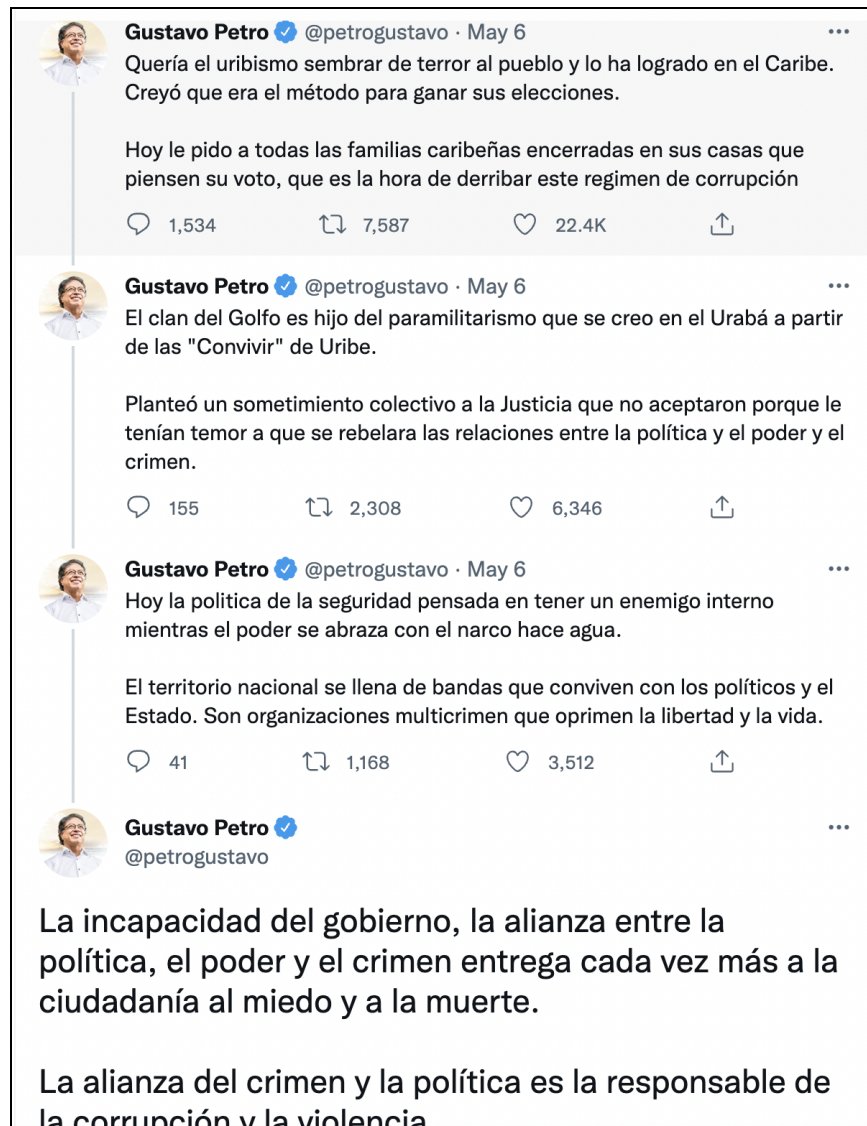 Gustavo Petro @petrogustavo · May 6
Quería el uribismo sembrar de terror al pueblo y lo ha logrado en el Caribe.
Creyó que era el método para ganar sus elecciones.
Hoy le pido a todas las familias caribeñas encerradas en sus casas que
piensen su voto, que es la hora de derribar este regimen de corrupción
1,534 7,587 22.4K
Gustavo Petro @petrogustavo · May 6
El clan del Golfo es hijo del paramilitarismo que se creo en el Urabá a partir
de las "Convivir" de Uribe.
Planteó un sometimiento colectivo a la Justicia que no aceptaron porque le
tenían temor a que se rebelara las relaciones entre la política y el poder y el
crimen.
155 2,308 6,346
Gustavo Petro @petrogustavo · May 6
Hoy la politica de la seguridad pensada en tener un enemigo interno
mientras el poder se abraza con el narco hace agua.
El territorio nacional se llena de bandas que conviven con los políticos y el
Estado. Son organizaciones multicrimen que oprimen la libertad y la vida.
41 1,168 3,512
Gustavo Petro
@petrogustavo
La incapacidad del gobierno, la alianza entre la
política, el poder y el crimen entrega cada vez más a la
ciudadanía al miedo y a la muerte.
La alianza del crimen y la política es la responsable de
la corrupción y la violencia